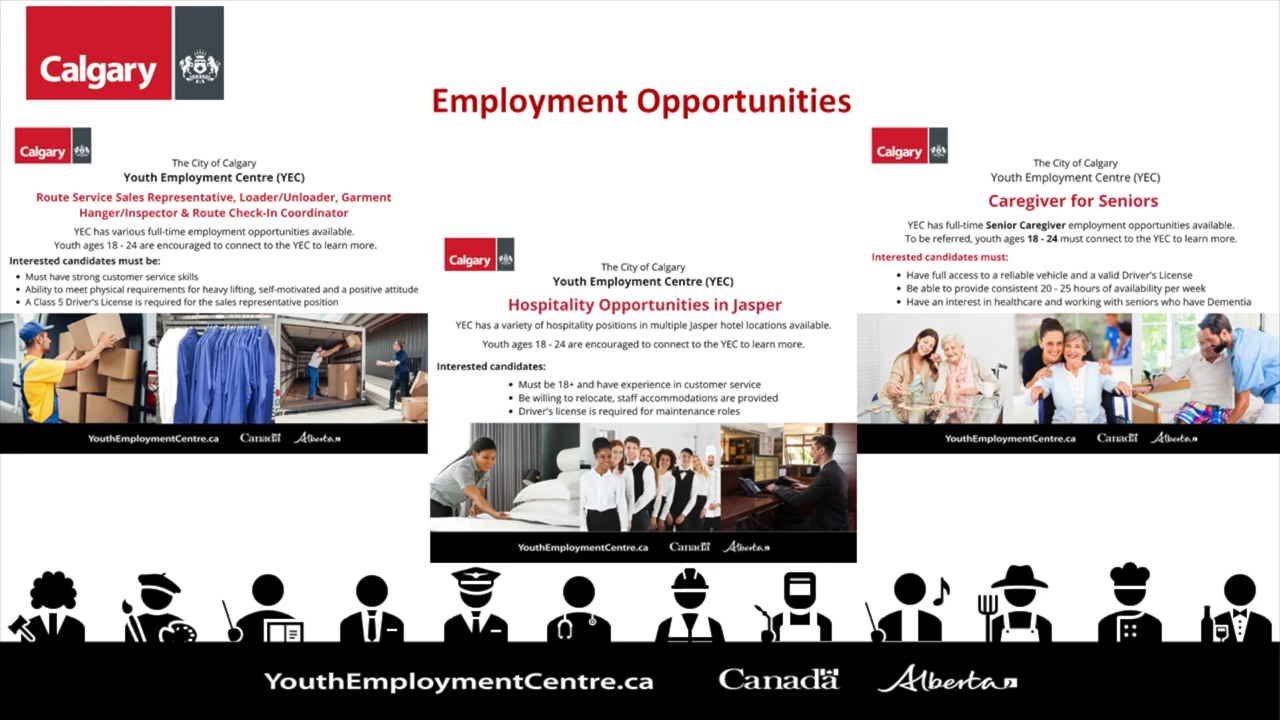 Calgary
Employment Opportunities
Calgary
The City of Calgary
Youth Employment Centre (YEC)
Route Service Sales Representative, Loader/Unloader, Garment
Hanger/Inspector & Route Check-In Coordinator
YEC has various full-time employment opportunities available.
Youth ages 18 - 24 are encouraged to connect to the YEC to learn more.
Interested candidates must be:
• Must have strong customer service skills
• Ability to meet physical requirements for heavy lifting, self-motivated and a positive attitude
• A Class 5 Driver's License is required for the sales representative position
YouthEmploymentCentre.ca Canada Alberta
Calgary
The City of Calgary
Youth Employment Centre (YEC)
Hospitality Opportunities in Jasper
YEC has a variety of hospitality positions in multiple Jasper hotel locations available.
Youth ages 18 - 24 are encouraged to connect to the YEC to learn more.
Interested candidates:
• Must be 18+ and have experience in customer service
• Be willing to relocate, staff accommodations are provided
• Driver's license is required for maintenance roles
YouthEmploymentCentre.ca Canada Alberta
Calgary
The City of Calgary
Youth Employment Centre (YEC)
Caregiver for Seniors
YEC has full-time Senior Caregiver employment opportunities available.
To be referred, youth ages 18 - 24 must connect to the YEC to learn more.
Interested candidates must:
• Have full access to a reliable vehicle and a valid Driver's License
• Be able to provide consistent 20 - 25 hours of availability per week
• Have an interest in healthcare and working with seniors who have Dementia
YouthEmploymentCentre.ca Canada Alberta
YouthEmploymentCentre.ca Canada Alberta